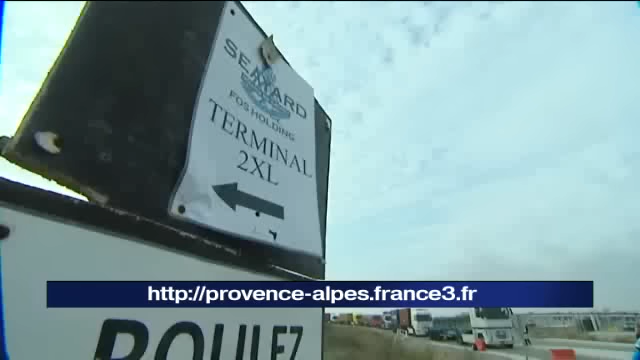 SEAYARD
FOS HOLDING
TERMINAL
2XL
http://provence-alpes.france3.fr
ROULEZ